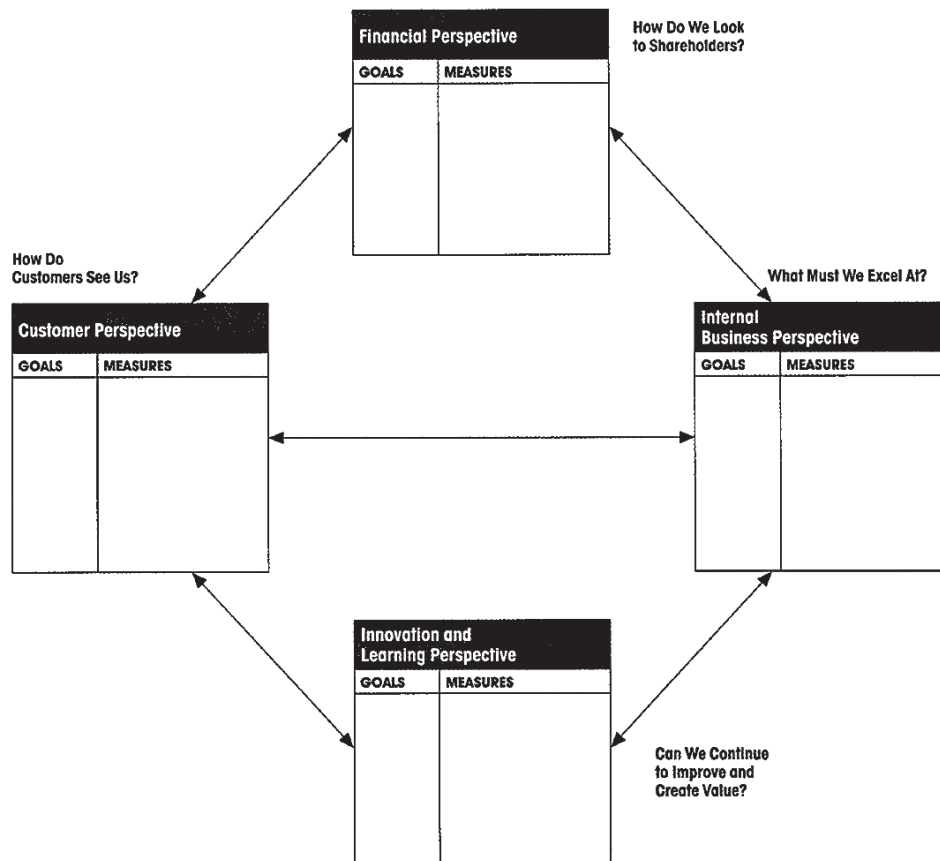 Financial Perspective
How Do We Look
to Shareholders?
GOALS MEASURES
How Do
Customers See Us?
What Must We Excel At?
Customer Perspective
GOALS MEASURES
Internal
Business Perspective
GOALS MEASURES
Innovation and
Learning Perspective
GOALS MEASURES
Can We Continue
to Improve and
Create Value?